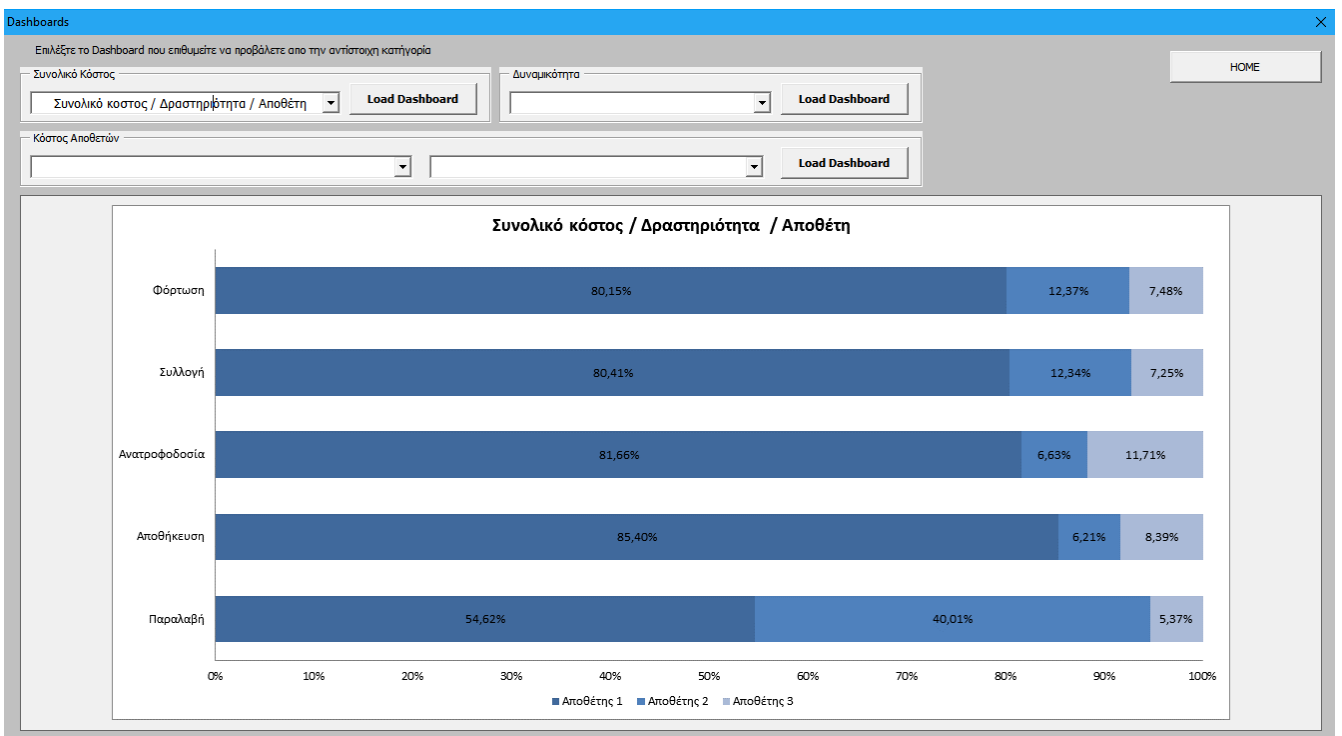 Dashboards
Επιλέξτε το Dashboard που επιθυμείτε να προβάλετε απο την αντίστοιχη κατήγορία
HOME
Συνολικό Κόστος
Δυναμικότητα
Συνολικό κοστος / Δραστηριότητα / Αποθέτη
Load Dashboard
Load Dashboard
Κόστος Αποθετών
Load Dashboard
Συνολικό κόστος / Δραστηριότητα / Αποθέτη
Φόρτωση 80,15% 12,37% 7,48%
Συλλογή 80,41% 12,34% 7,25%
Ανατροφοδοσία 81,66% 6,63% 11,71%
Αποθήκευση 85,40% 6,21% 8,39%
Παραλαβή 54,62% 40,01% 5,37%
0% 10% 20% 30% 40% 50% 60% 70% 80% 90% 100%
Αποθέτης 1 Αποθέτης 2 Αποθέτης 3